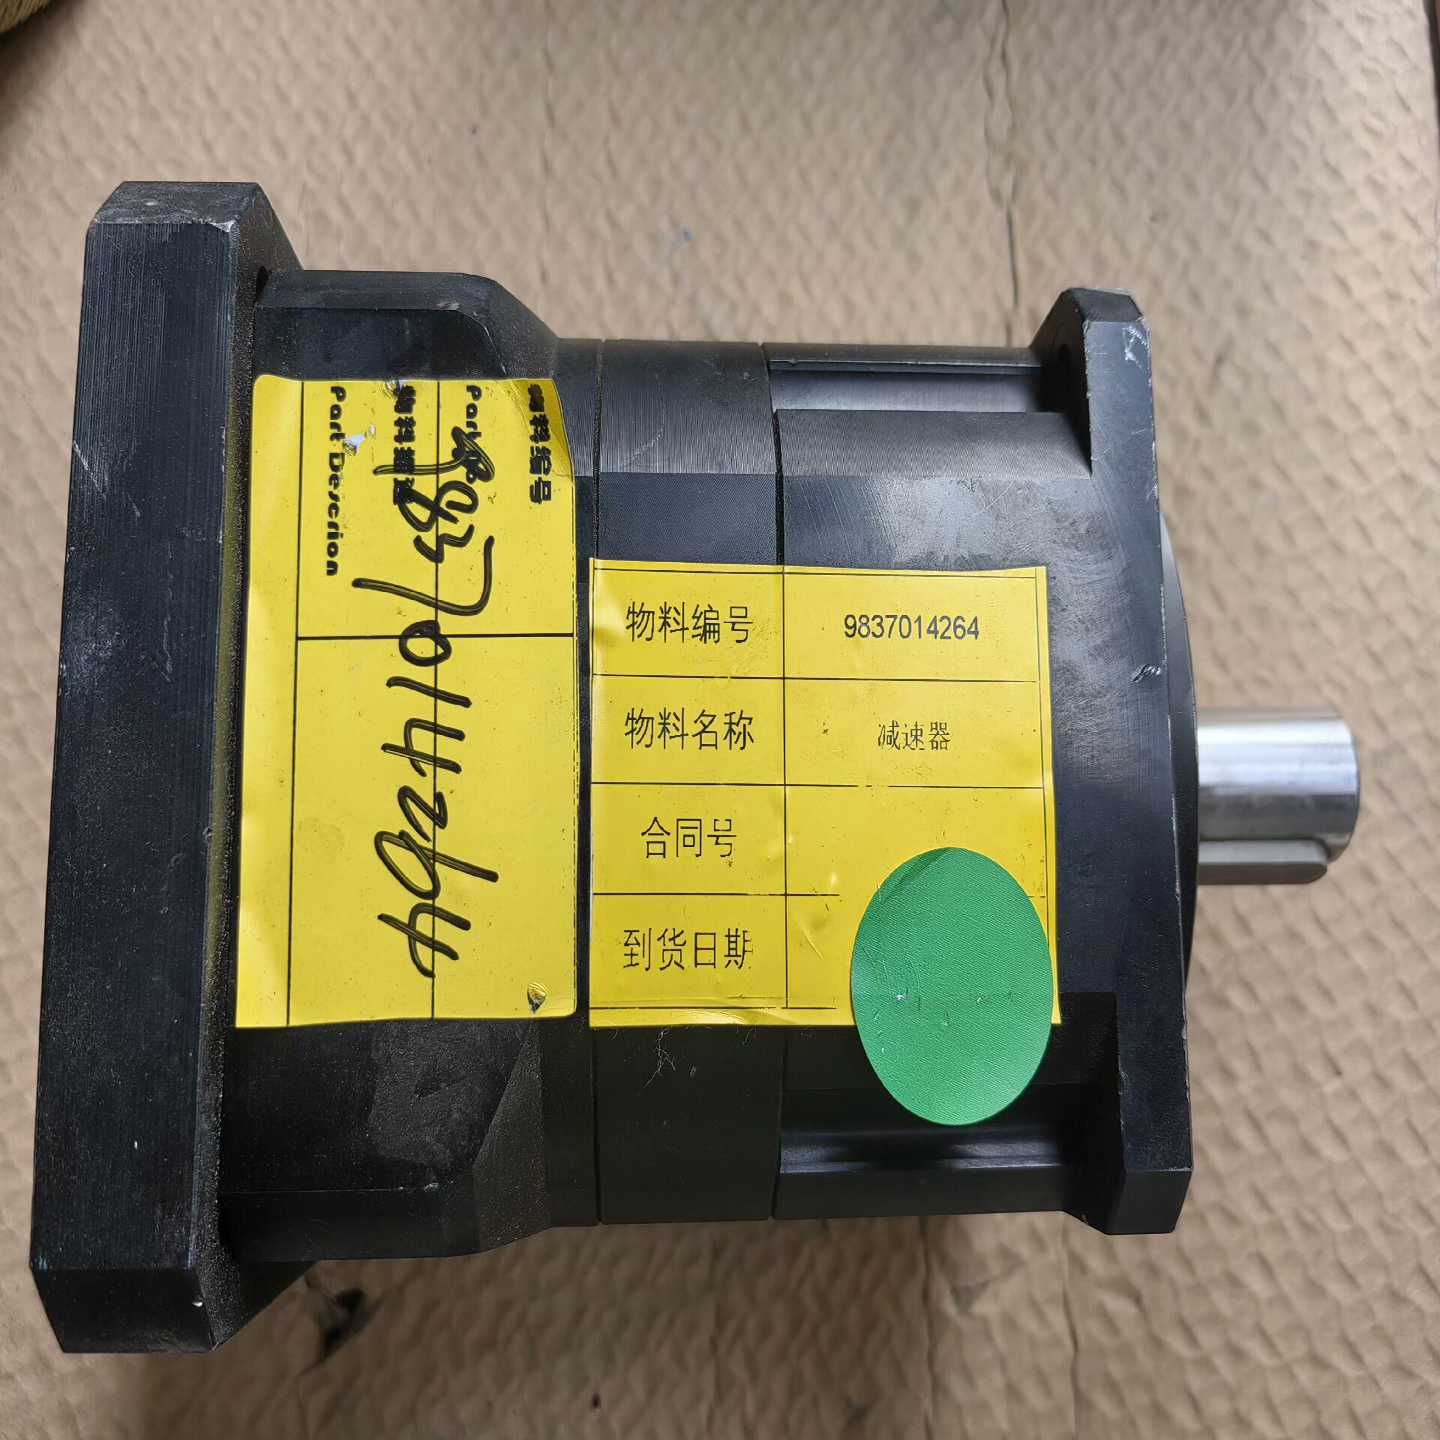 物料编号
Part
9837014264
物料描述
Part Descrion
物料编号 9837014264
物料名称 减速器
合同号
到货日期